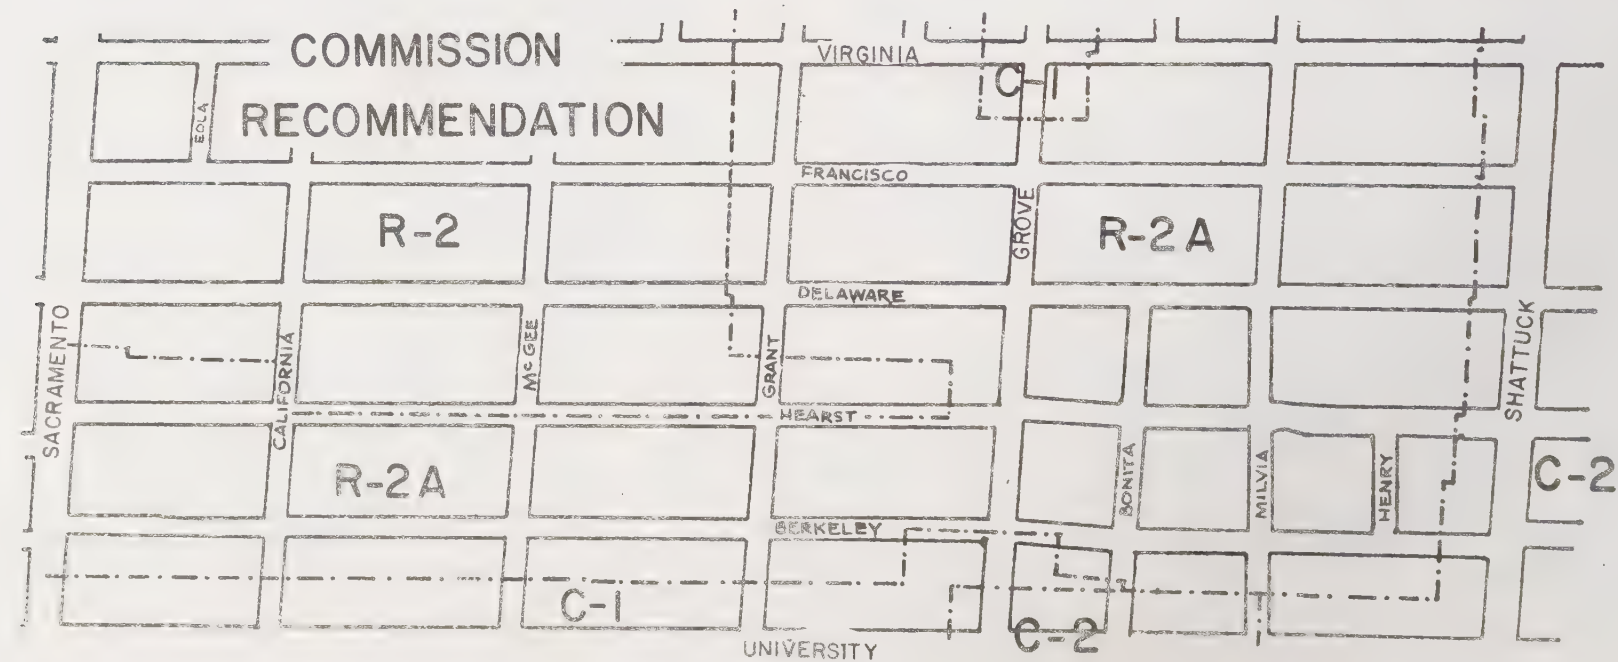 COMMISSION
RECOMMENDATION
VIRGINIA
C-1
EOLA
FRANCISCO
R-2
GROVE
R-2A
DELAWARE
SACRAMENTO
CALIFORNIA
McGEE
GRANT
SHATTUCK
HEARST
R-2A
BONITA
MILVIA
HENRY
C-2
BERKELEY
C-1
C-2
UNIVERSITY